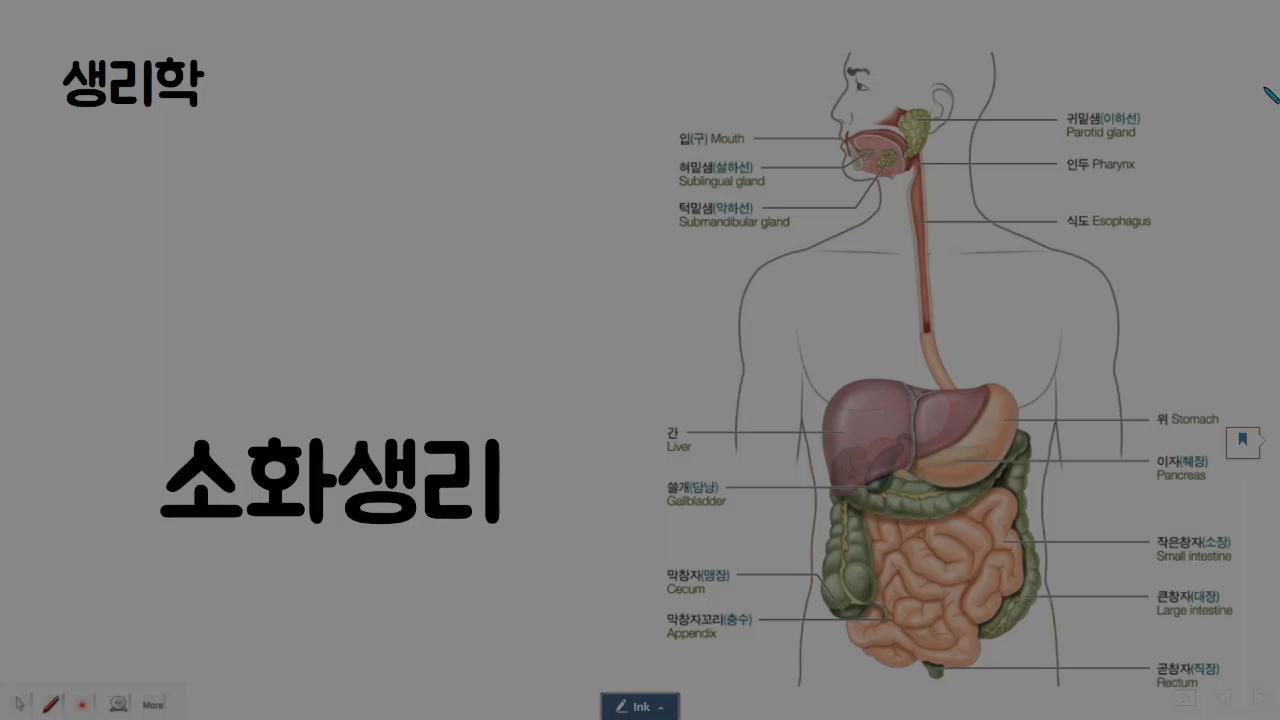 생리학
소화생리
입(구) Mouth
혀밑샘(설하선)
Sublingual gland
턱밑샘(악하선)
Submandibular gland
귀밑샘(이하선)
Parotid gland
인두 Pharynx
식도 Esophagus
간
Liver
쓸개(담낭)
Gallbladder
막창자(맹장)
Cecum
막창자꼬리(충수)
Appendix
위 Stomach
이자(췌장)
Pancreas
작은창자(소장)
Small intestine
큰창자(대장)
Large intestine
곧창자(직장)
Rectum
More
Ink